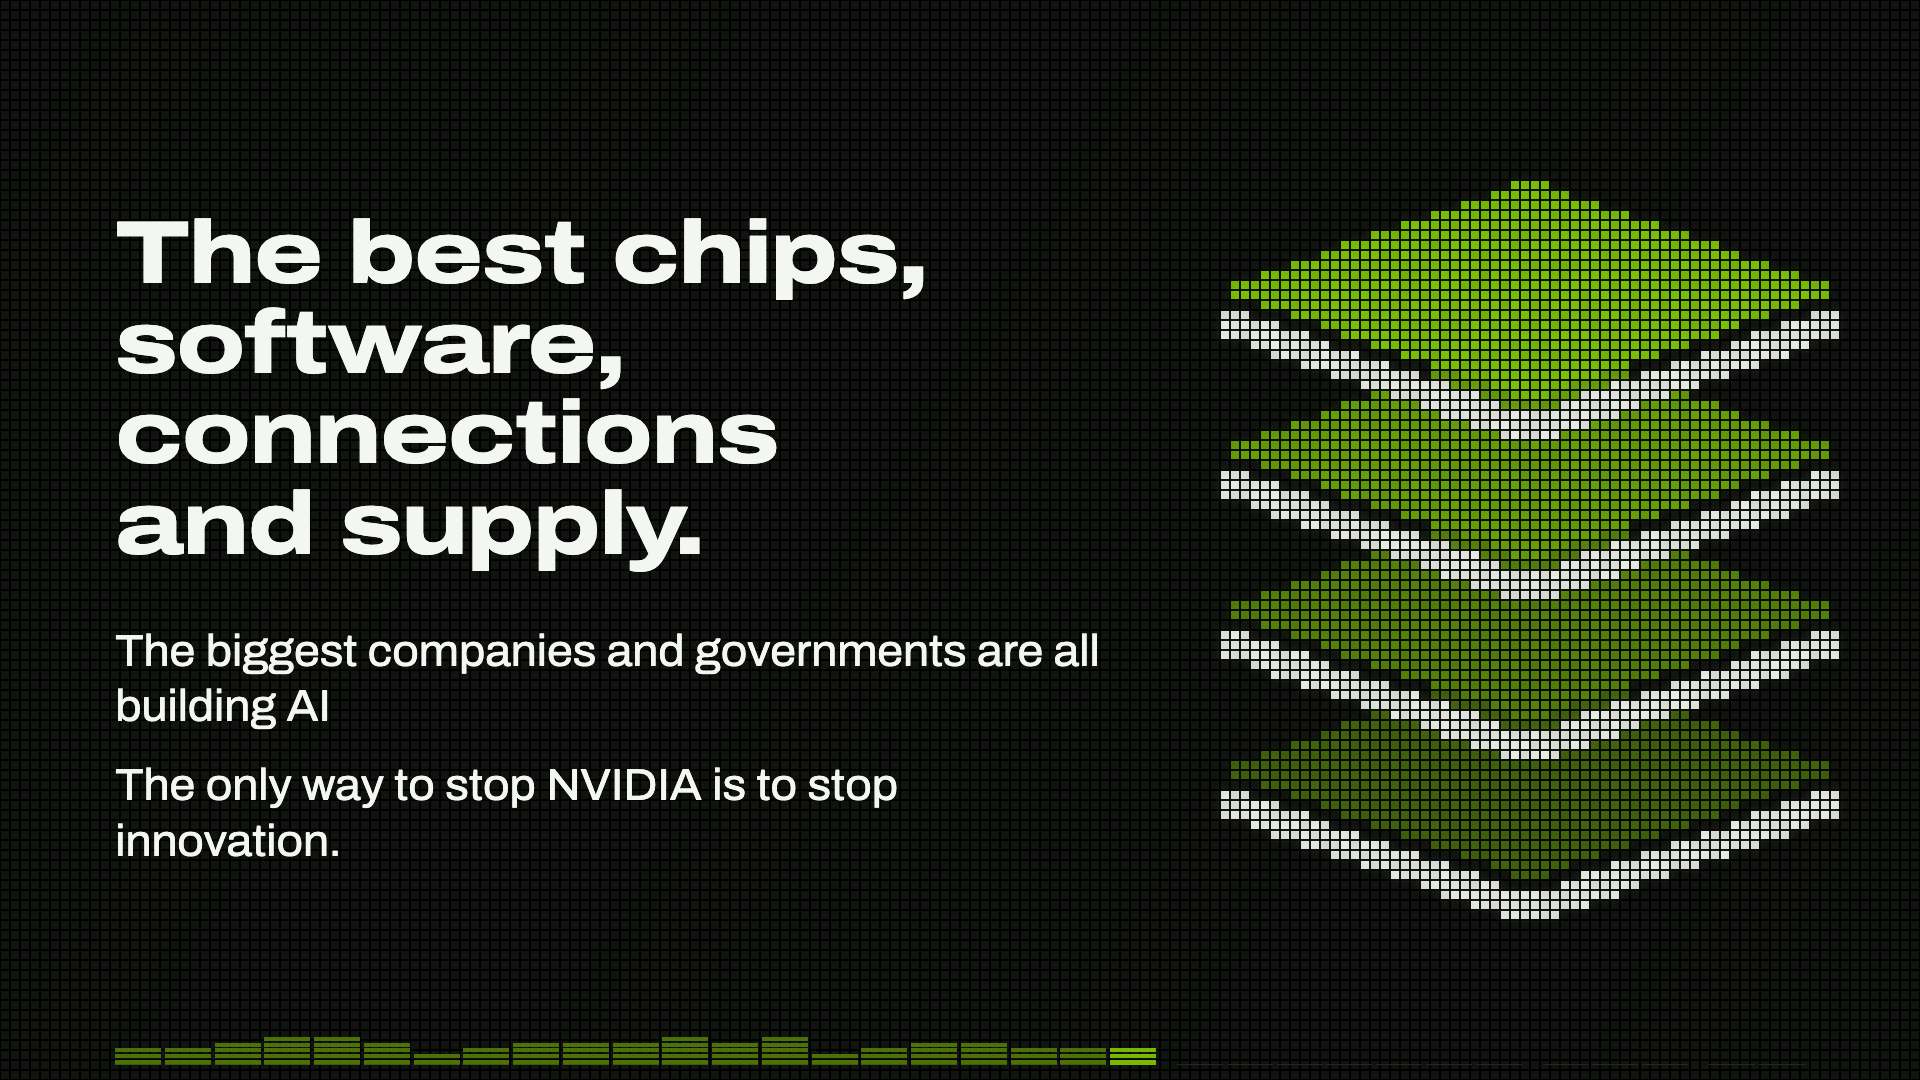 The best chips,
software,
connections
and supply.
The biggest companies and governments are all
building AI
The only way to stop NVIDIA is to stop
innovation.